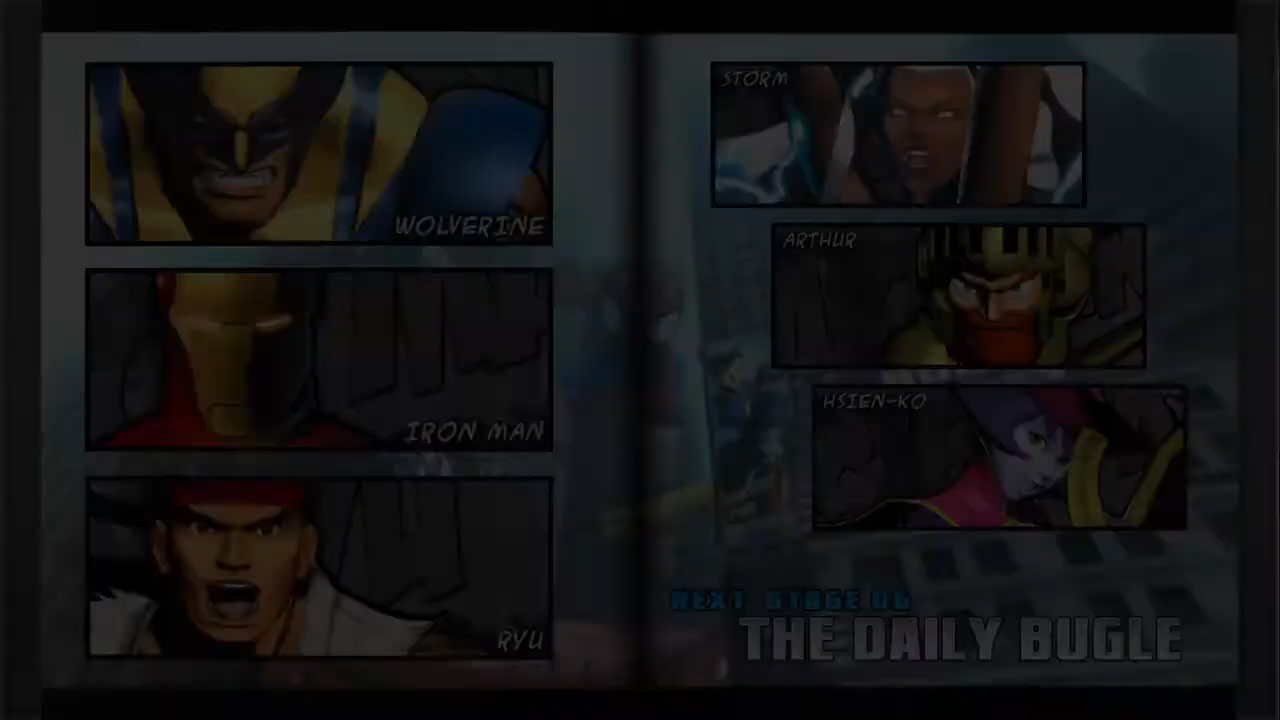 WOLVERINE
IRON MAN
RYU
STORM
ARTHUR
HSIEN-KO
NEXT STAGE 06
THE DAILY BUGLE